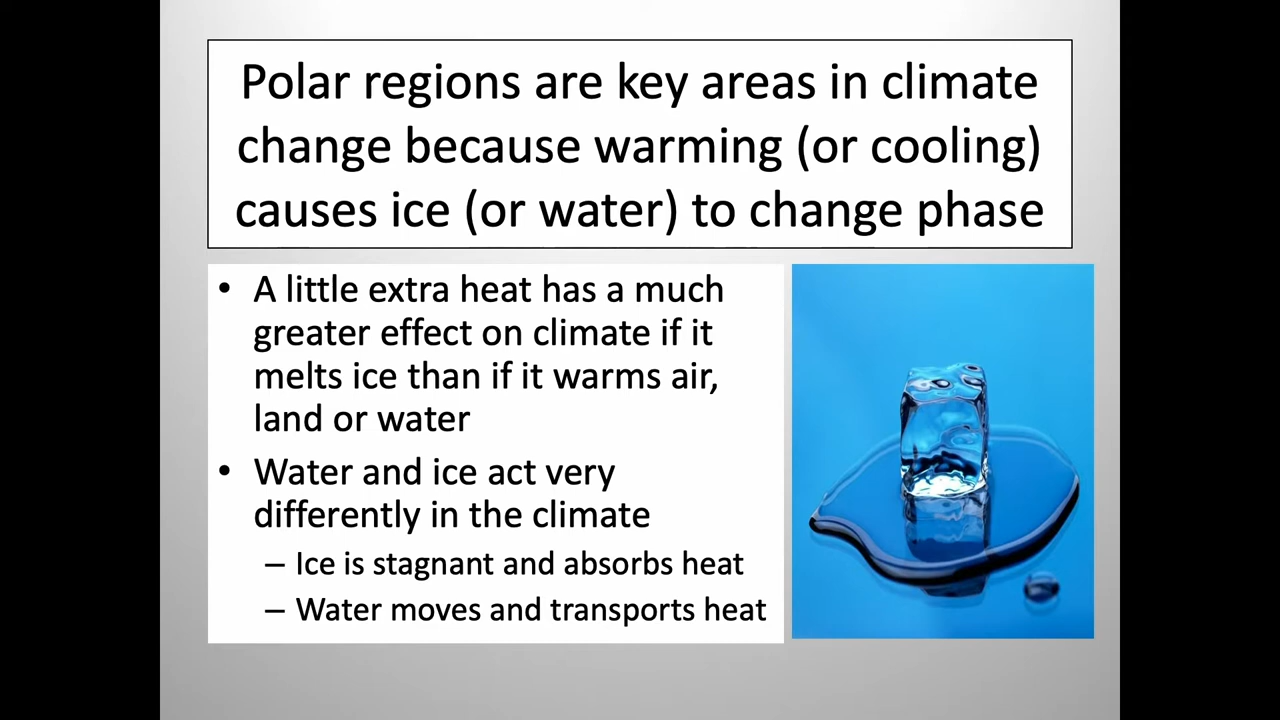 Polar regions are key areas in climate
change because warming (or cooling)
causes ice (or water) to change phase
• A little extra heat has a much
greater effect on climate if it
melts ice than if it warms air,
land or water
• Water and ice act very
differently in the climate
– Ice is stagnant and absorbs heat
– Water moves and transports heat